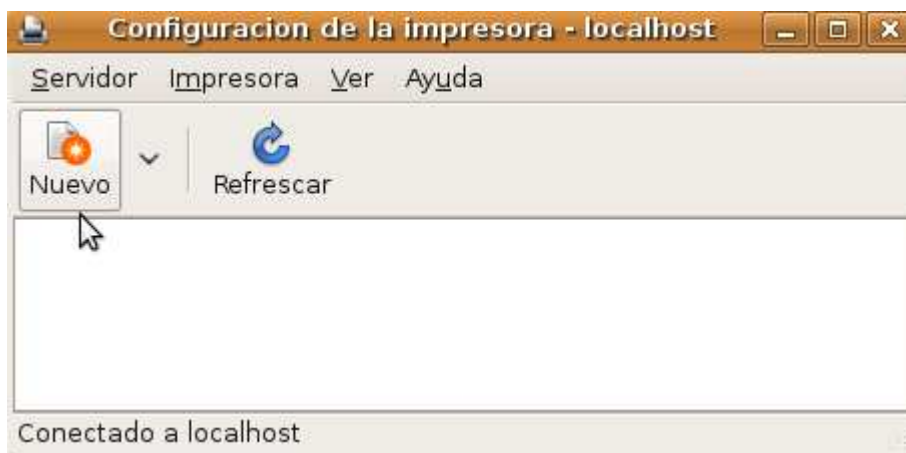 Configuracion de la impresora - localhost
Servidor Impresora Ver Ayuda
Nuevo Refrescar
Conectado a localhost